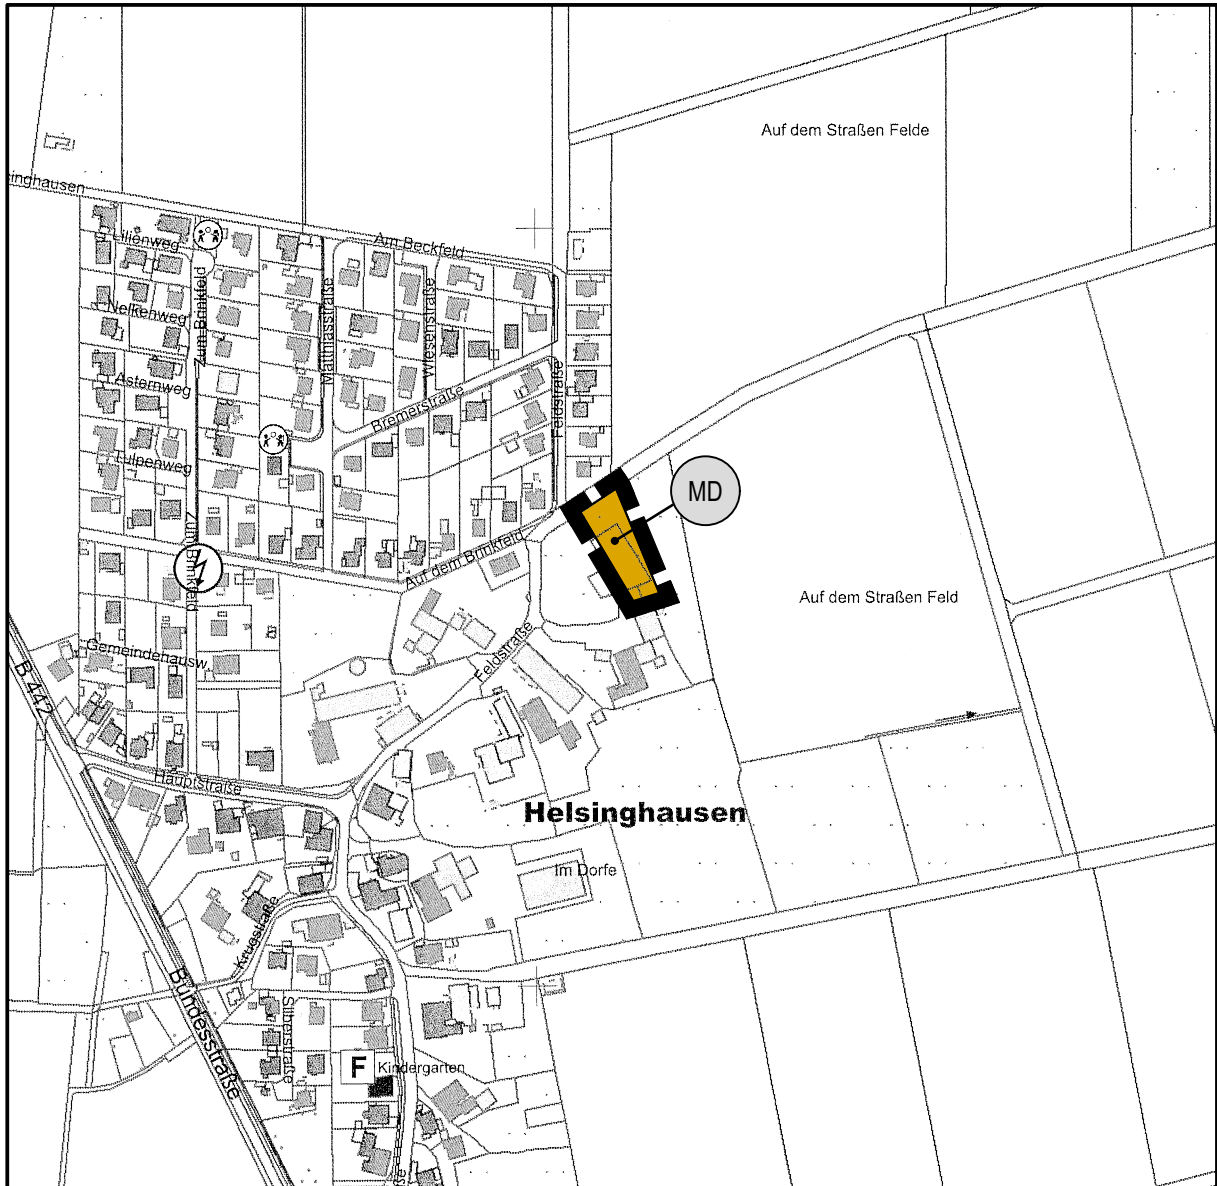 Auf dem Straßen Felde
singhausen
Lilienweg
Am Beckfeld
Nelkenweg
Zum Brinkfeld
Matthiasstraße
Wiesenstraße
Asternweg
Bremerstraße
Feldstraße
Tulpenweg
MD
Zum Brinkfeld
Auf dem Brinkfeld
Auf dem Straßen Feld
Gemeindehausw.
Feldstraße
B 442
Hauptstraße
Helsinghausen
Im Dorfe
Krugstraße
Bundesstraße
Silberstraße
F
Kindergarten